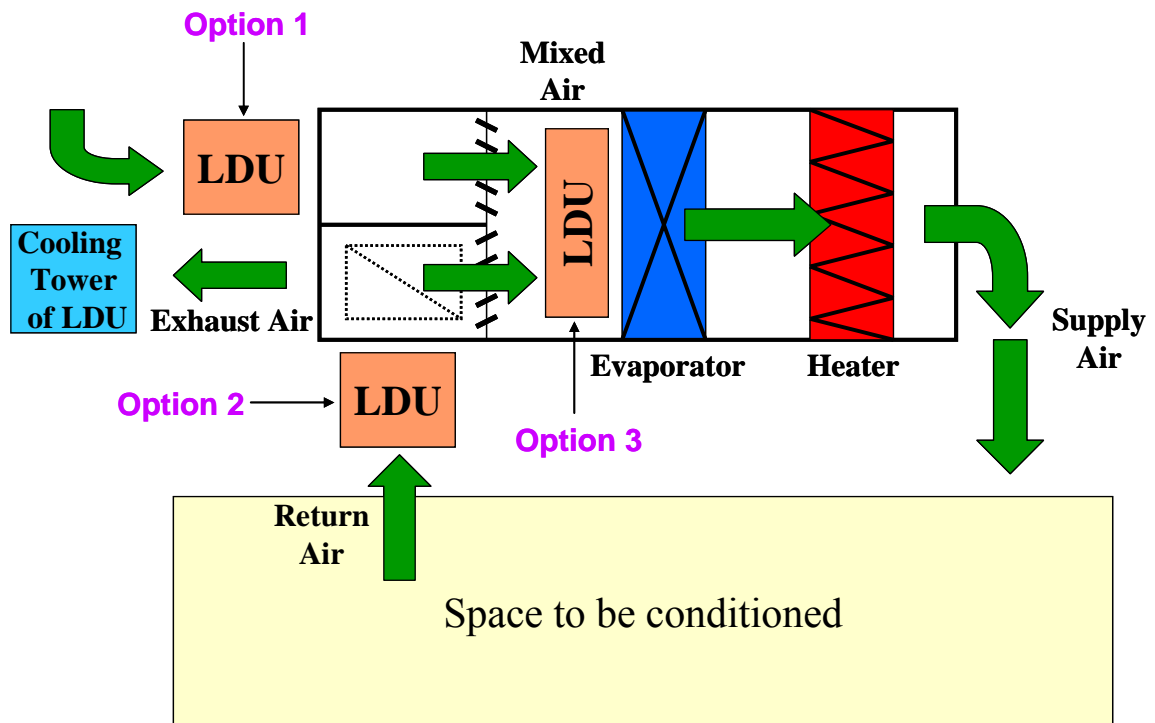 Option 1
Mixed
Air
LDU
LDU
Cooling
Tower
of LDU
Exhaust Air
Supply
Air
Evaporator
Heater
Option 2
LDU
Option 3
Return
Air
Space to be conditioned